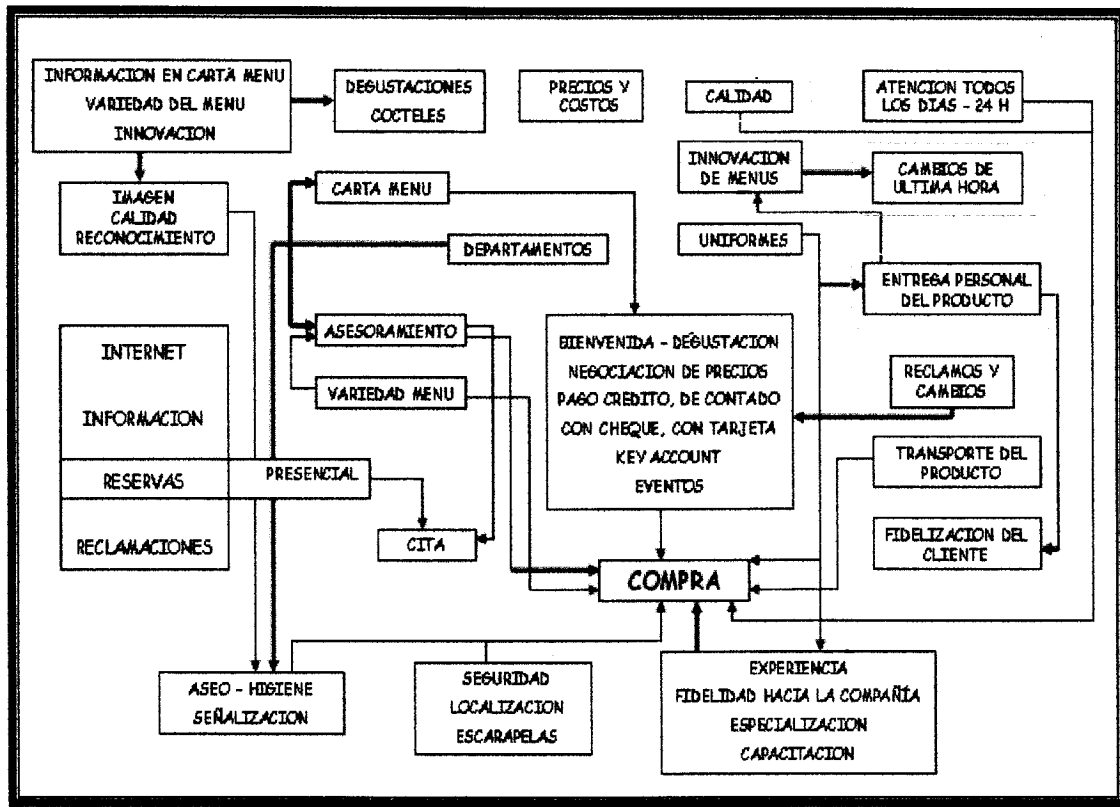 INFORMACION EN CARTA MENU
VARIEDAD DEL MENU
INNOVACION
DEGUSTACIONES
COCTELES
PRECIOS Y
COSTOS
CALIDAD
ATENCION TODOS
LOS DIAS - 24 H
IMAGEN
CALIDAD
RECONOCIMIENTO
CARTA MENU
INNOVACION
DE MENUS
CAMBIOS DE
ULTIMA HORA
DEPARTAMENTOS
UNIFORMES
ENTREGA PERSONAL
DEL PRODUCTO
ASESORAMIENTO
VARIEDAD MENU
BIENVENIDA - DEGUSTACION
NEGOCIACION DE PRECIOS
PAGO CREDITO, DE CONTADO
CON CHEQUE, CON TARJETA
KEY ACCOUNT
EVENTOS
RECLAMOS Y
CAMBIOS
INTERNET
INFORMACION
RESERVAS
PRESENCIAL
RECLAMACIONES
TRANSPORTE DEL
PRODUCTO
CITA
FIDELIZACION DEL
CLIENTE
COMPRA
ASEO - HIGIENE
SEÑALIZACION
SEGURIDAD
LOCALIZACION
ESCARAPELAS
EXPERIENCIA
FIDELIDAD HACIA LA COMPAÑÍA
ESPECIALIZACION
CAPACITACION